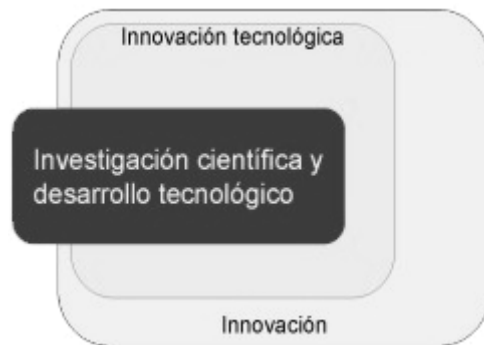 Innovación tecnológica
Investigación científica y
desarrollo tecnológico
Innovación